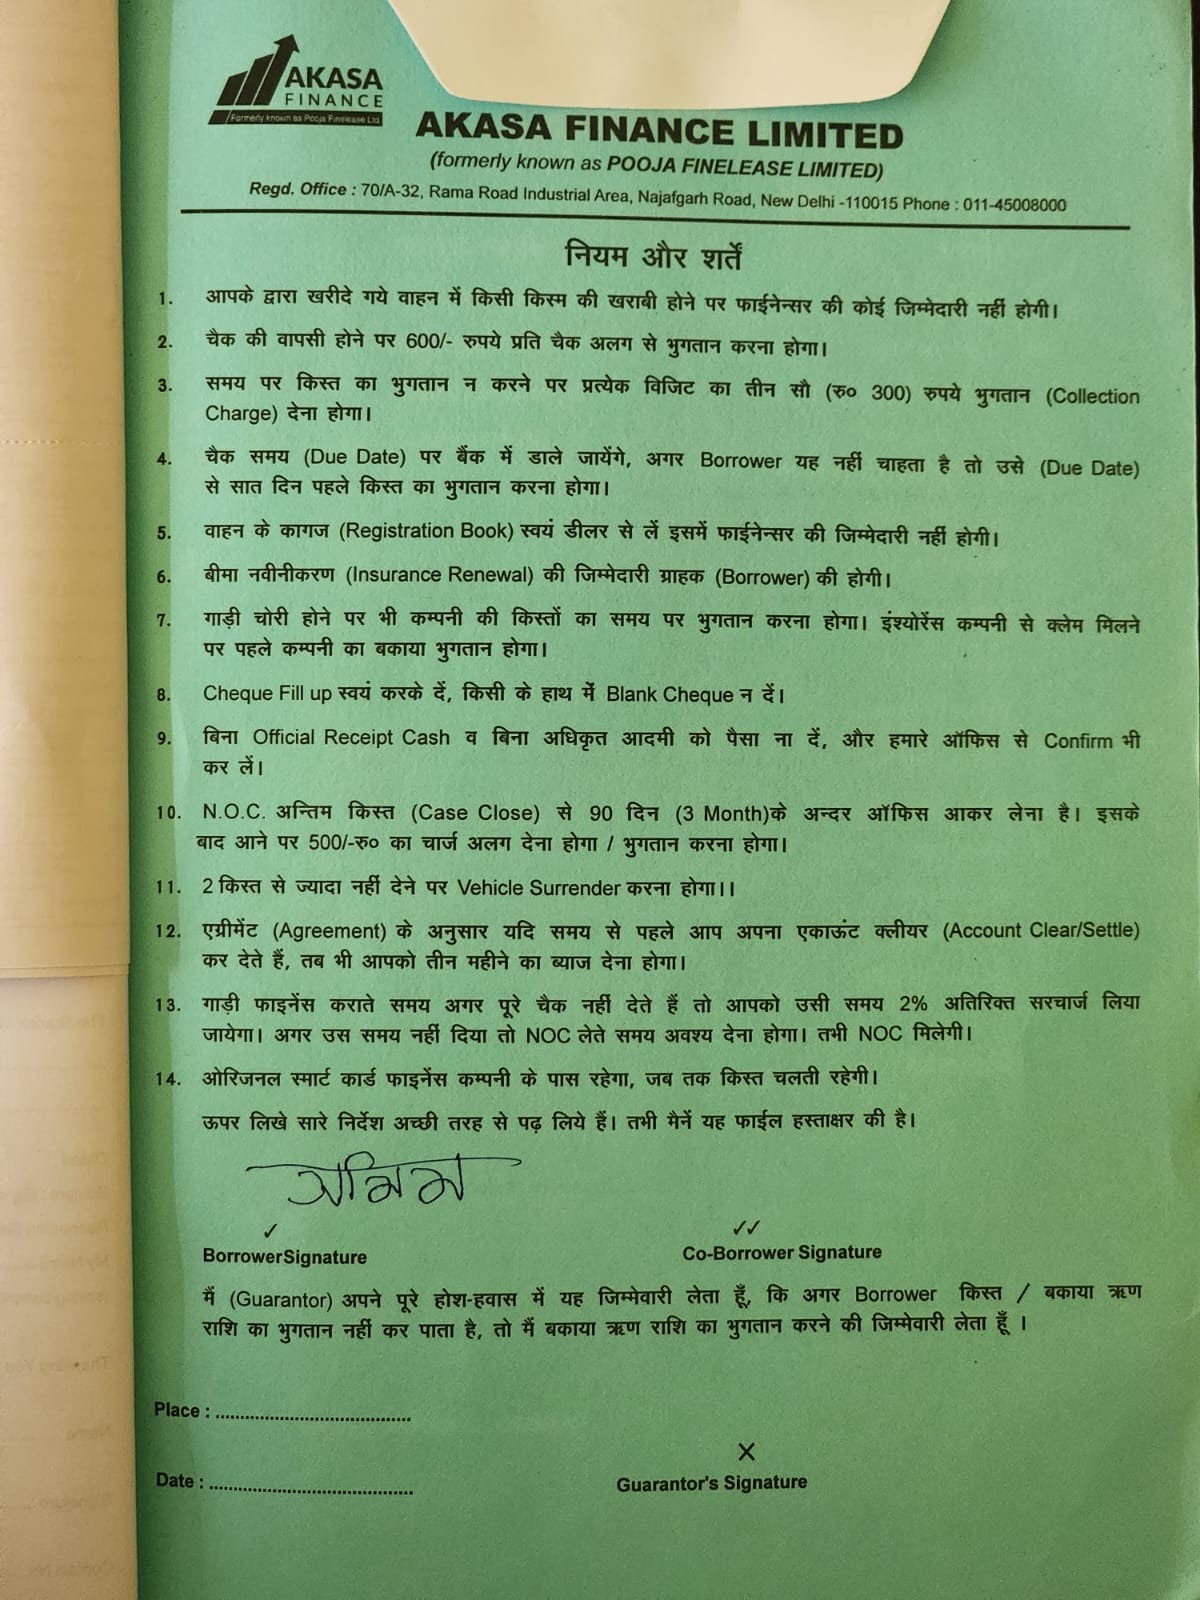 AKASA
FINANCE
Formerly known as Pooja Finelease Ltd.
AKASA FINANCE LIMITED
(formerly known as POOJA FINELEASE LIMITED)
Regd. Office : 70/A-32, Rama Road Industrial Area, Najafgarh Road, New Delhi -110015 Phone : 011-45008000
नियम और शर्तें
1. आपके द्वारा खरीदे गये वाहन में किसी किस्म की खराबी होने पर फाईनेन्सर की कोई जिम्मेदारी नहीं होगी।
2. चैक की वापसी होने पर 600/- रुपये प्रति चैक अलग से भुगतान करना होगा।
3. समय पर किस्त का भुगतान न करने पर प्रत्येक विजिट का तीन सौ (रु० 300) रुपये भुगतान (Collection
Charge) देना होगा।
4. चैक समय (Due Date) पर बैंक में डाले जायेंगे, अगर Borrower यह नहीं चाहता है तो उसे (Due Date)
से सात दिन पहले किस्त का भुगतान करना होगा।
5. वाहन के कागज (Registration Book) स्वयं डीलर से लें इसमें फाईनेन्सर की जिम्मेदारी नहीं होगी।
6. बीमा नवीनीकरण (Insurance Renewal) की जिम्मेदारी ग्राहक (Borrower) की होगी।
7. गाड़ी चोरी होने पर भी कम्पनी की किस्तों का समय पर भुगतान करना होगा। इंश्योरेंस कम्पनी से क्लेम मिलने
पर पहले कम्पनी का बकाया भुगतान होगा।
8. Cheque Fill up स्वयं करके दें, किसी के हाथ में Blank Cheque न दें।
9. बिना Official Receipt Cash व बिना अधिकृत आदमी को पैसा ना दें, और हमारे ऑफिस से Confirm भी
कर लें।
10. N.O.C. अन्तिम किस्त (Case Close) से 90 दिन (3 Month)के अन्दर ऑफिस आकर लेना है। इसके
बाद आने पर 500/-रु० का चार्ज अलग देना होगा / भुगतान करना होगा।
11. 2 किस्त से ज्यादा नहीं देने पर Vehicle Surrender करना होगा।।
12. एग्रीमेंट (Agreement) के अनुसार यदि समय से पहले आप अपना एकाऊंट क्लीयर (Account Clear/Settle)
कर देते हैं, तब भी आपको तीन महीने का ब्याज देना होगा।
13. गाड़ी फाइनेंस कराते समय अगर पूरे चैक नहीं देते हैं तो आपको उसी समय 2% अतिरिक्त सरचार्ज लिया
जायेगा। अगर उस समय नहीं दिया तो NOC लेते समय अवश्य देना होगा। तभी NOC मिलेगी।
14. ओरिजनल स्मार्ट कार्ड फाइनेंस कम्पनी के पास रहेगा, जब तक किस्त चलती रहेगी।
ऊपर लिखे सारे निर्देश अच्छी तरह से पढ़ लिये हैं। तभी मैनें यह फाईल हस्ताक्षर की है।
✓ ✓✓
BorrowerSignature Co-Borrower Signature
मैं (Guarantor) अपने पूरे होश-हवास में यह जिम्मेवारी लेता हूँ, कि अगर Borrower किस्त / बकाया ऋण
राशि का भुगतान नहीं कर पाता है, तो मैं बकाया ऋण राशि का भुगतान करने की जिम्मेवारी लेता हूँ ।
Place : ........................................
X
Date : ........................................ Guarantor's Signature